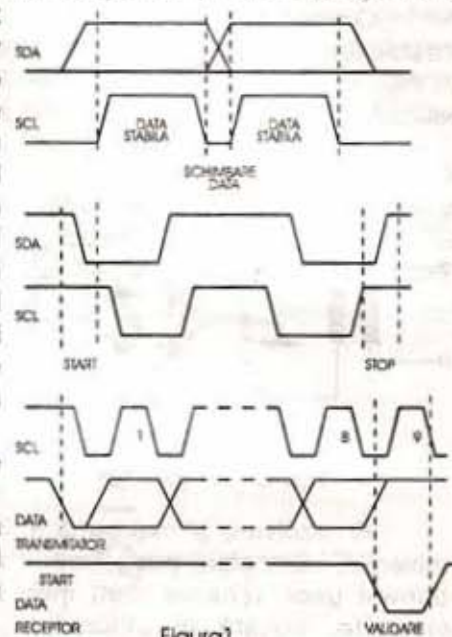 SDA
SCL
DATA STABILA
DATA STABILA
SCHIMBARE DATA
SDA
SCL
START
STOP
SCL
1
8
9
DATA TRANSMITATOR
START
DATA RECEPTOR
VALIDARE
Figura1